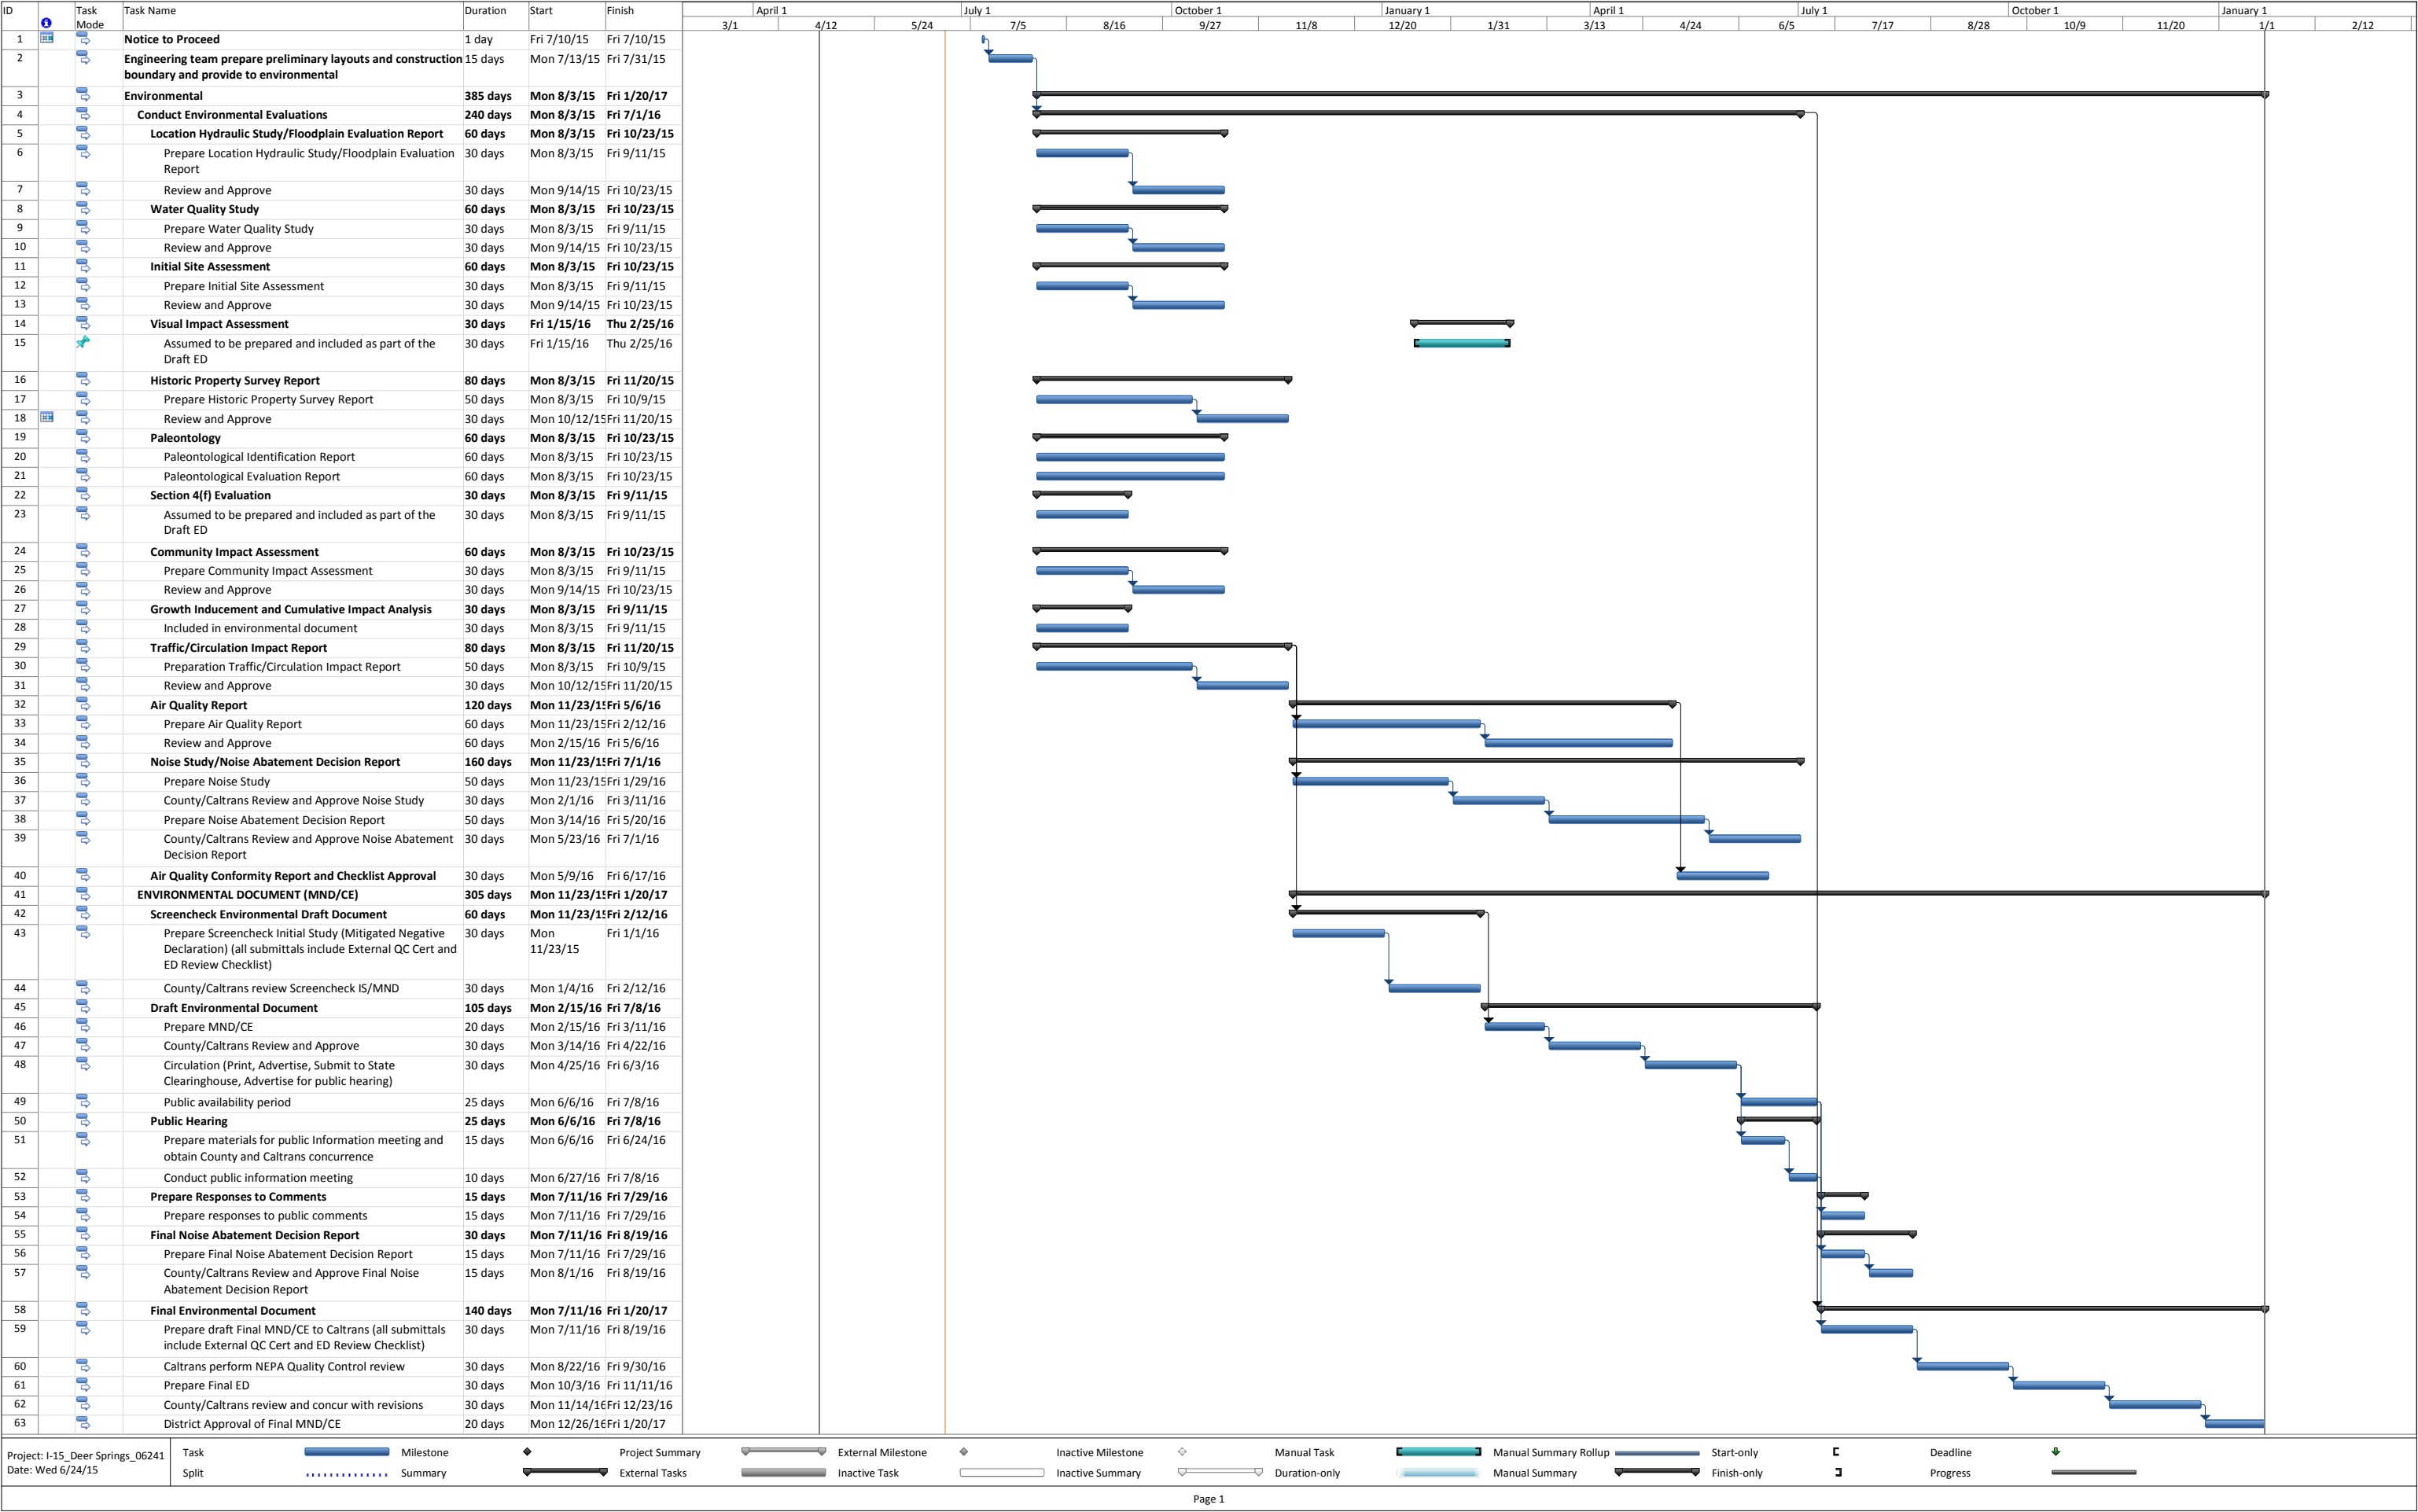 ID Task Mode Task Name Duration Start Finish
April 1 July 1 October 1 January 1 April 1 July 1 October 1 January 1
3/1 4/12 5/24 7/5 8/16 9/27 11/8 12/20 1/31 3/13 4/24 6/5 7/17 8/28 10/9 11/20 1/1 2/12
1 Notice to Proceed 1 day Fri 7/10/15 Fri 7/10/15
2 Engineering team prepare preliminary layouts and construction 15 days Mon 7/13/15 Fri 7/31/15
boundary and provide to environmental
3 Environmental 385 days Mon 8/3/15 Fri 1/20/17
4 Conduct Environmental Evaluations 240 days Mon 8/3/15 Fri 7/1/16
5 Location Hydraulic Study/Floodplain Evaluation Report 60 days Mon 8/3/15 Fri 10/23/15
6 Prepare Location Hydraulic Study/Floodplain Evaluation 30 days Mon 8/3/15 Fri 9/11/15
Report
7 Review and Approve 30 days Mon 9/14/15 Fri 10/23/15
8 Water Quality Study 60 days Mon 8/3/15 Fri 10/23/15
9 Prepare Water Quality Study 30 days Mon 8/3/15 Fri 9/11/15
10 Review and Approve 30 days Mon 9/14/15 Fri 10/23/15
11 Initial Site Assessment 60 days Mon 8/3/15 Fri 10/23/15
12 Prepare Initial Site Assessment 30 days Mon 8/3/15 Fri 9/11/15
13 Review and Approve 30 days Mon 9/14/15 Fri 10/23/15
14 Visual Impact Assessment 30 days Fri 1/15/16 Thu 2/25/16
15 Assumed to be prepared and included as part of the 30 days Fri 1/15/16 Thu 2/25/16
Draft ED
16 Historic Property Survey Report 80 days Mon 8/3/15 Fri 11/20/15
17 Prepare Historic Property Survey Report 50 days Mon 8/3/15 Fri 10/9/15
18 Review and Approve 30 days Mon 10/12/15 Fri 11/20/15
19 Paleontology 60 days Mon 8/3/15 Fri 10/23/15
20 Paleontological Identification Report 60 days Mon 8/3/15 Fri 10/23/15
21 Paleontological Evaluation Report 60 days Mon 8/3/15 Fri 10/23/15
22 Section 4(f) Evaluation 30 days Mon 8/3/15 Fri 9/11/15
23 Assumed to be prepared and included as part of the 30 days Mon 8/3/15 Fri 9/11/15
Draft ED
24 Community Impact Assessment 60 days Mon 8/3/15 Fri 10/23/15
25 Prepare Community Impact Assessment 30 days Mon 8/3/15 Fri 9/11/15
26 Review and Approve 30 days Mon 9/14/15 Fri 10/23/15
27 Growth Inducement and Cumulative Impact Analysis 30 days Mon 8/3/15 Fri 9/11/15
28 Included in environmental document 30 days Mon 8/3/15 Fri 9/11/15
29 Traffic/Circulation Impact Report 80 days Mon 8/3/15 Fri 11/20/15
30 Preparation Traffic/Circulation Impact Report 50 days Mon 8/3/15 Fri 10/9/15
31 Review and Approve 30 days Mon 10/12/15 Fri 11/20/15
32 Air Quality Report 120 days Mon 11/23/15 Fri 5/6/16
33 Prepare Air Quality Report 60 days Mon 11/23/15 Fri 2/12/16
34 Review and Approve 60 days Mon 2/15/16 Fri 5/6/16
35 Noise Study/Noise Abatement Decision Report 160 days Mon 11/23/15 Fri 7/1/16
36 Prepare Noise Study 50 days Mon 11/23/15 Fri 1/29/16
37 County/Caltrans Review and Approve Noise Study 30 days Mon 2/1/16 Fri 3/11/16
38 Prepare Noise Abatement Decision Report 50 days Mon 3/14/16 Fri 5/20/16
39 County/Caltrans Review and Approve Noise Abatement 30 days Mon 5/23/16 Fri 7/1/16
Decision Report
40 Air Quality Conformity Report and Checklist Approval 30 days Mon 5/9/16 Fri 6/17/16
41 ENVIRONMENTAL DOCUMENT (MND/CE) 305 days Mon 11/23/15 Fri 1/20/17
42 Screencheck Environmental Draft Document 60 days Mon 11/23/15 Fri 2/12/16
43 Prepare Screencheck Initial Study (Mitigated Negative 30 days Mon Fri 1/1/16
Declaration) (all submittals include External QC Cert and 11/23/15
ED Review Checklist)
44 County/Caltrans review Screencheck IS/MND 30 days Mon 1/4/16 Fri 2/12/16
45 Draft Environmental Document 105 days Mon 2/15/16 Fri 7/8/16
46 Prepare MND/CE 20 days Mon 2/15/16 Fri 3/11/16
47 County/Caltrans Review and Approve 30 days Mon 3/14/16 Fri 4/22/16
48 Circulation (Print, Advertise, Submit to State 30 days Mon 4/25/16 Fri 6/3/16
Clearinghouse, Advertise for public hearing)
49 Public availability period 25 days Mon 6/6/16 Fri 7/8/16
50 Public Hearing 25 days Mon 6/6/16 Fri 7/8/16
51 Prepare materials for public Information meeting and 15 days Mon 6/6/16 Fri 6/24/16
obtain County and Caltrans concurrence
52 Conduct public information meeting 10 days Mon 6/27/16 Fri 7/8/16
53 Prepare Responses to Comments 15 days Mon 7/11/16 Fri 7/29/16
54 Prepare responses to public comments 15 days Mon 7/11/16 Fri 7/29/16
55 Final Noise Abatement Decision Report 30 days Mon 7/11/16 Fri 8/19/16
56 Prepare Final Noise Abatement Decision Report 15 days Mon 7/11/16 Fri 7/29/16
57 County/Caltrans Review and Approve Final Noise 15 days Mon 8/1/16 Fri 8/19/16
Abatement Decision Report
58 Final Environmental Document 140 days Mon 7/11/16 Fri 1/20/17
59 Prepare draft Final MND/CE to Caltrans (all submittals 30 days Mon 7/11/16 Fri 8/19/16
include External QC Cert and ED Review Checklist)
60 Caltrans perform NEPA Quality Control review 30 days Mon 8/22/16 Fri 9/30/16
61 Prepare Final ED 30 days Mon 10/3/16 Fri 11/11/16
62 County/Caltrans review and concur with revisions 30 days Mon 11/14/16 Fri 12/23/16
63 District Approval of Final MND/CE 20 days Mon 12/26/16 Fri 1/20/17
Project: I-15_Deer Springs_06241
Date: Wed 6/24/15
Task Milestone Project Summary External Milestone Inactive Milestone Manual Task Manual Summary Rollup Start-only Deadline
Split Summary External Tasks Inactive Task Inactive Summary Duration-only Manual Summary Finish-only Progress
Page 1